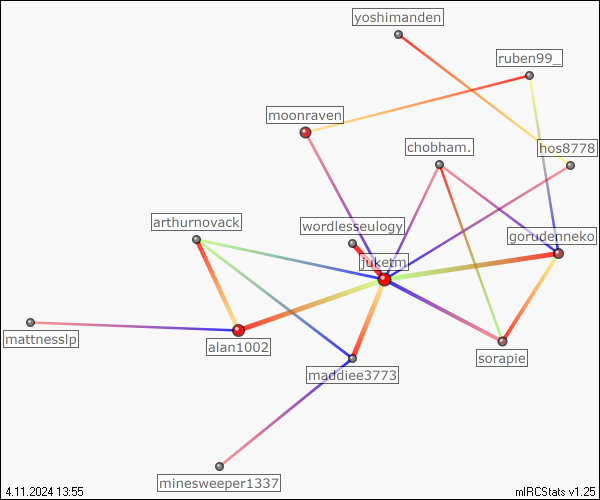 yoshimanden
ruben99_
moonraven
chobham.
hos8778
arthurnovack
wordlesseulogy
gorudenneko
juketm
mattnesslp
alan1002
sorapie
maddiee3773
minesweeper1337
4.11.2024 13:55
mIRCStats v1.25